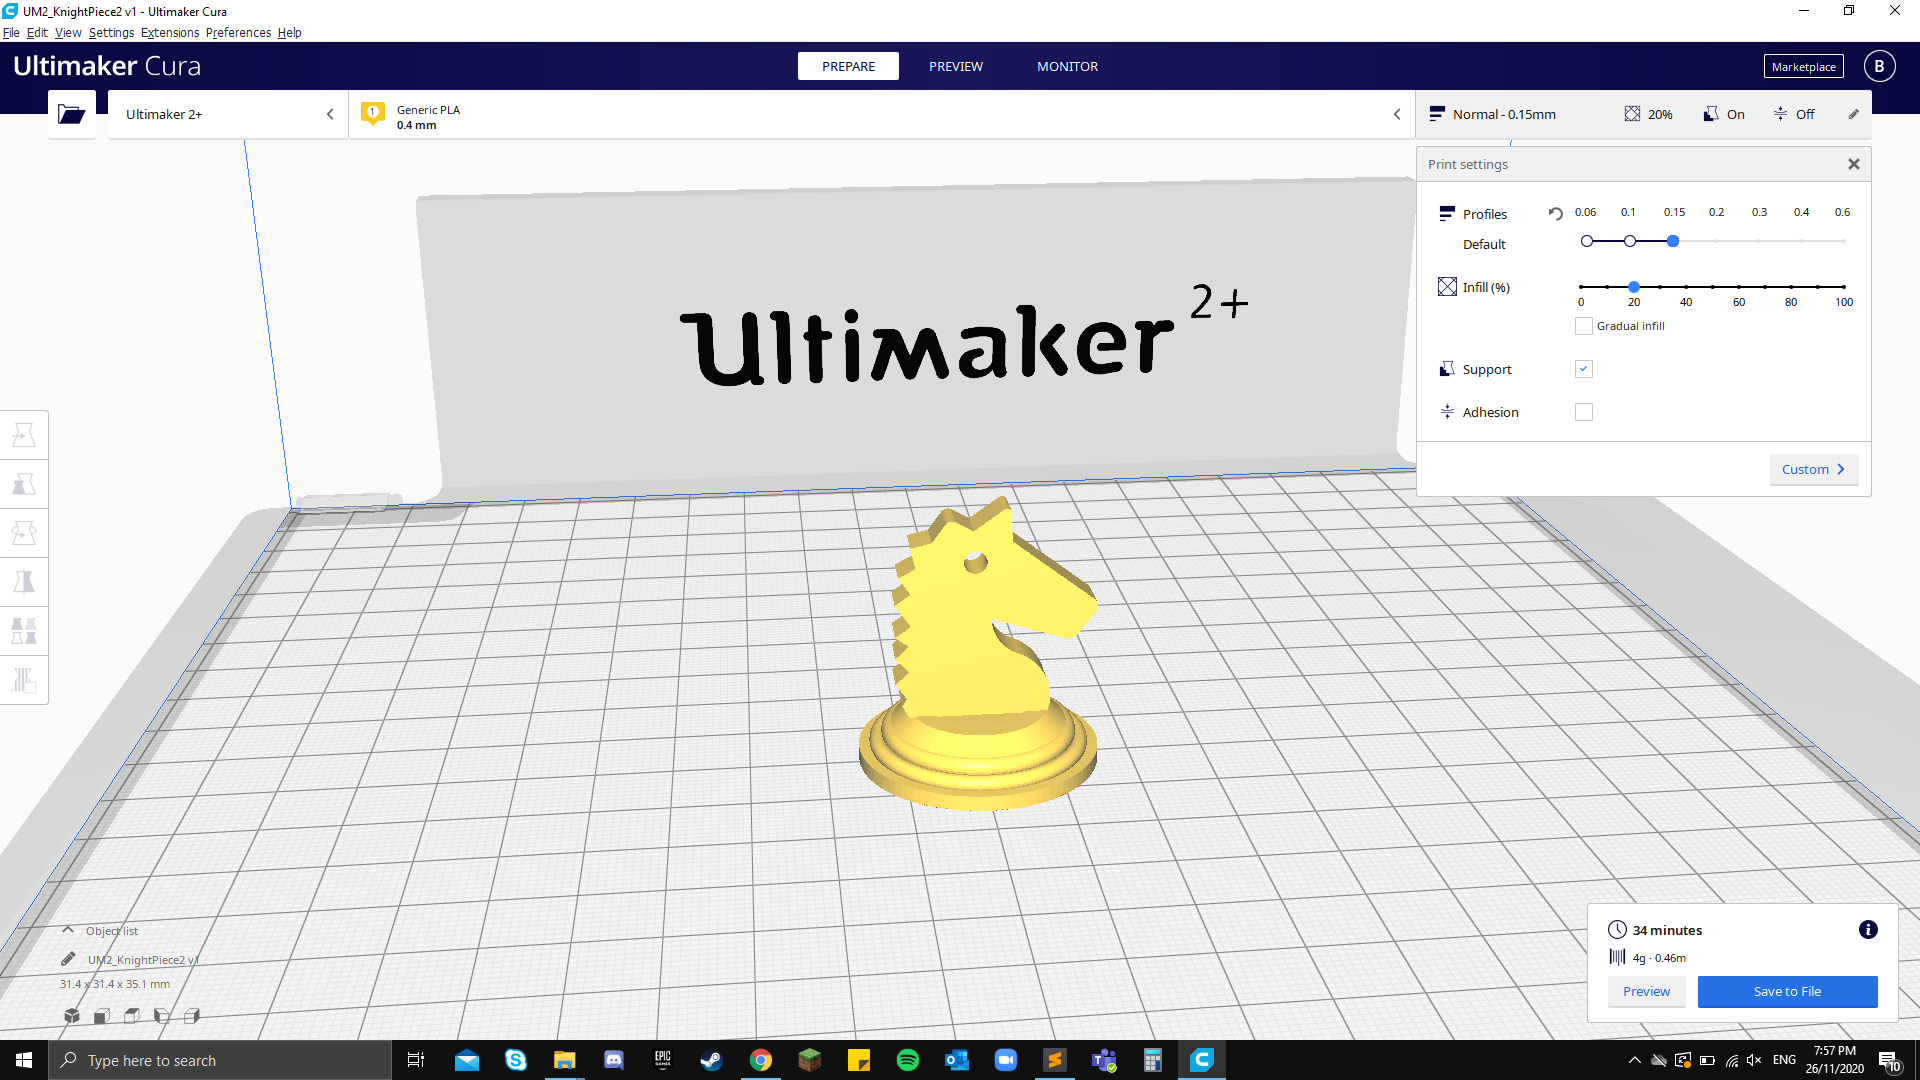 UM2_KnightPiece2 v1 - Ultimaker Cura
File Edit View Settings Extensions Preferences Help
Ultimaker Cura
PREPARE PREVIEW MONITOR
Marketplace
B
Ultimaker 2+
1
Generic PLA
0.4 mm
Normal - 0.15mm 20% On Off
Print settings
Profiles 0.06 0.1 0.15 0.2 0.3 0.4 0.6
Default
Infill (%)
0 20 40 60 80 100
Gradual infill
Support
Adhesion
Custom
Ultimaker 2+
Object list
UM2_KnightPiece2 v1
31.4 x 31.4 x 35.1 mm
34 minutes
4g · 0.46m
Preview Save to File
Type here to search
EPIC GAMES
ENG
7:57 PM
26/11/2020
10